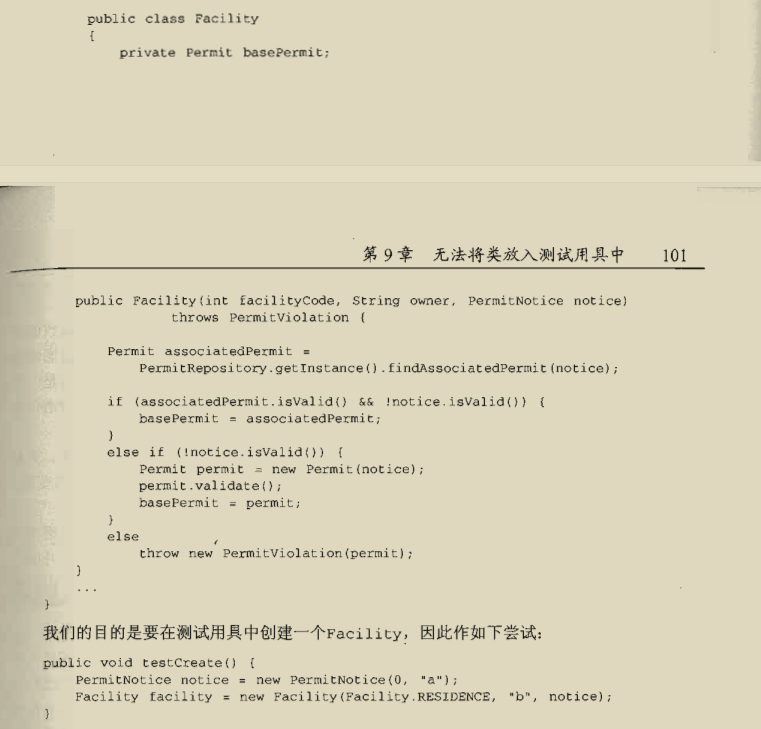 public class Facility
{
    private Permit basePermit;
第9章 无法将类放入测试用具中 101
public Facility(int facilityCode, String owner, PermitNotice notice)
            throws PermitViolation {
    Permit associatedPermit =
        PermitRepository.getInstance().findAssociatedPermit(notice);
    if (associatedPermit.isValid() && !notice.isValid()) {
        basePermit = associatedPermit;
    }
    else if (!notice.isValid()) {
        Permit permit = new Permit(notice);
        permit.validate();
        basePermit = permit;
    }
    else
        throw new PermitViolation(permit);
    }
    ...
}
我们的目的是要在测试用具中创建一个Facility，因此作如下尝试：
public void testCreate() {
    PermitNotice notice = new PermitNotice(0, "a");
    Facility facility = new Facility(Facility.RESIDENCE, "b", notice);
}